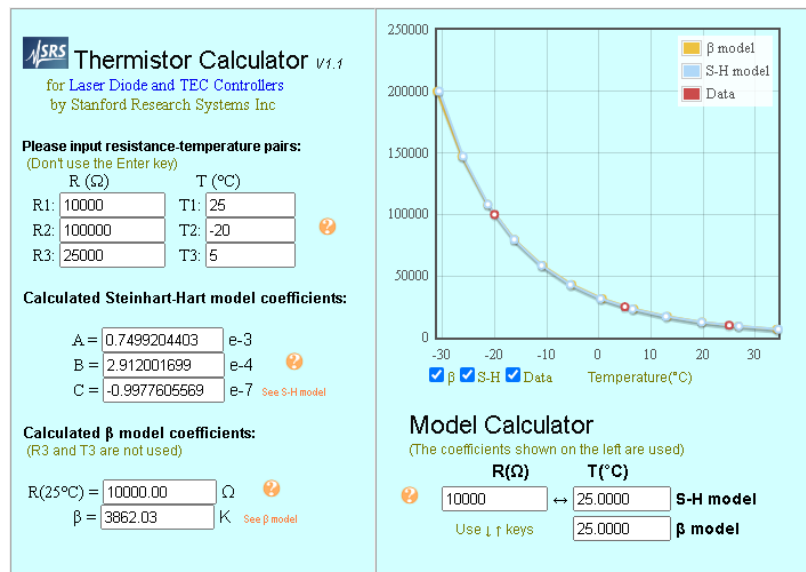 SRS Thermistor Calculator V1.1
for Laser Diode and TEC Controllers
by Stanford Research Systems Inc
Please input resistance-temperature pairs:
(Don't use the Enter key)
R (Ω) T (ºC)
R1: 10000 T1: 25
R2: 100000 T2: -20 ?
R3: 25000 T3: 5
Calculated Steinhart-Hart model coefficients:
A = 0.7499204403 e-3
B = 2.912001699 e-4 ?
C = -0.9977605569 e-7 See S-H model
Calculated β model coefficients:
(R3 and T3 are not used)
R(25ºC) = 10000.00 Ω ?
β = 3862.03 K See β model
250000
200000
150000
100000
50000
0
β model
S-H model
Data
-30 -20 -10 0 10 20 30
β S-H Data Temperature(°C)
Model Calculator
(The coefficients shown on the left are used)
R(Ω) T(°C)
? 10000 ↔ 25.0000 S-H model
Use ↓ ↑ keys 25.0000 β model